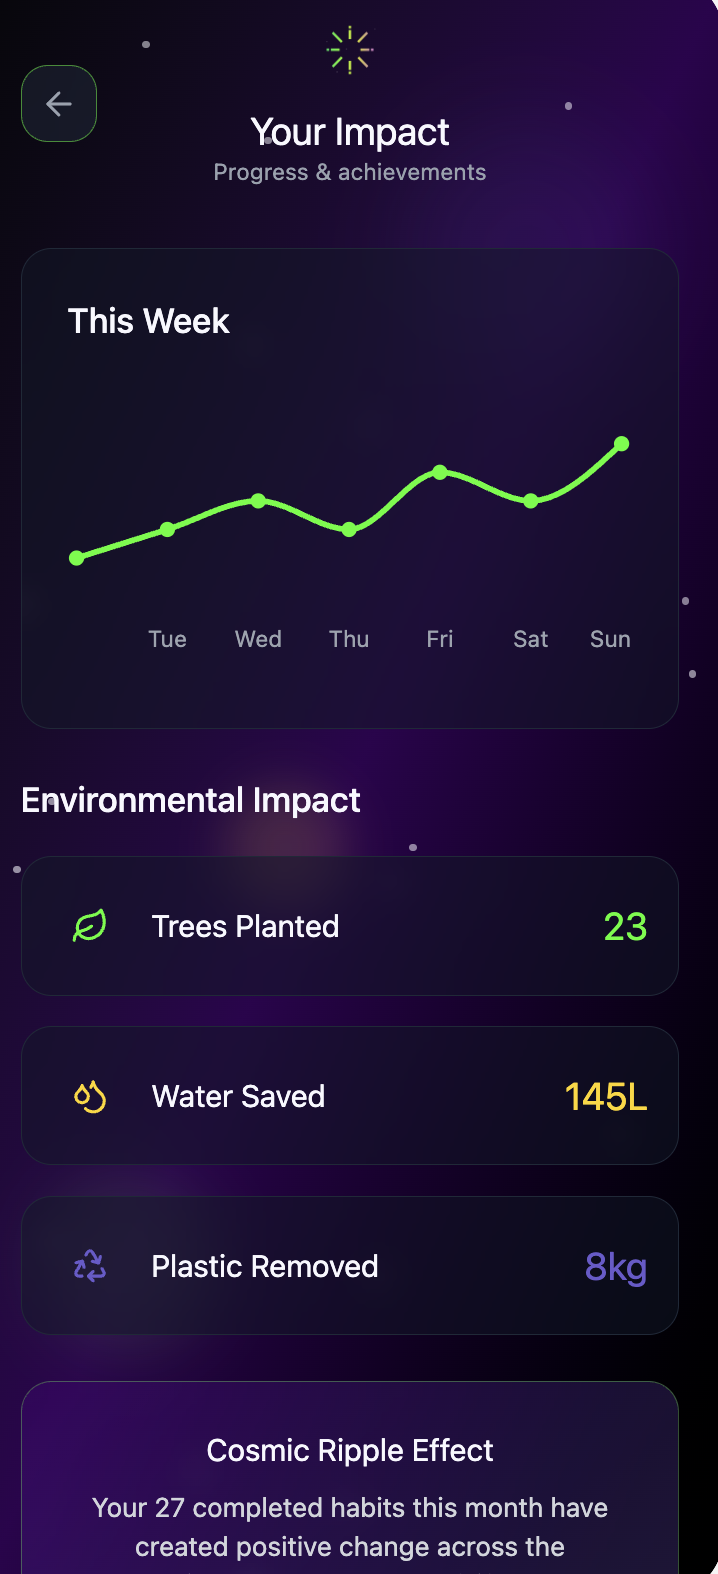 Your Impact
Progress & achievements
This Week
Tue Wed Thu Fri Sat Sun
Environmental Impact
Trees Planted 23
Water Saved 145L
Plastic Removed 8kg
Cosmic Ripple Effect
Your 27 completed habits this month have
created positive change across the